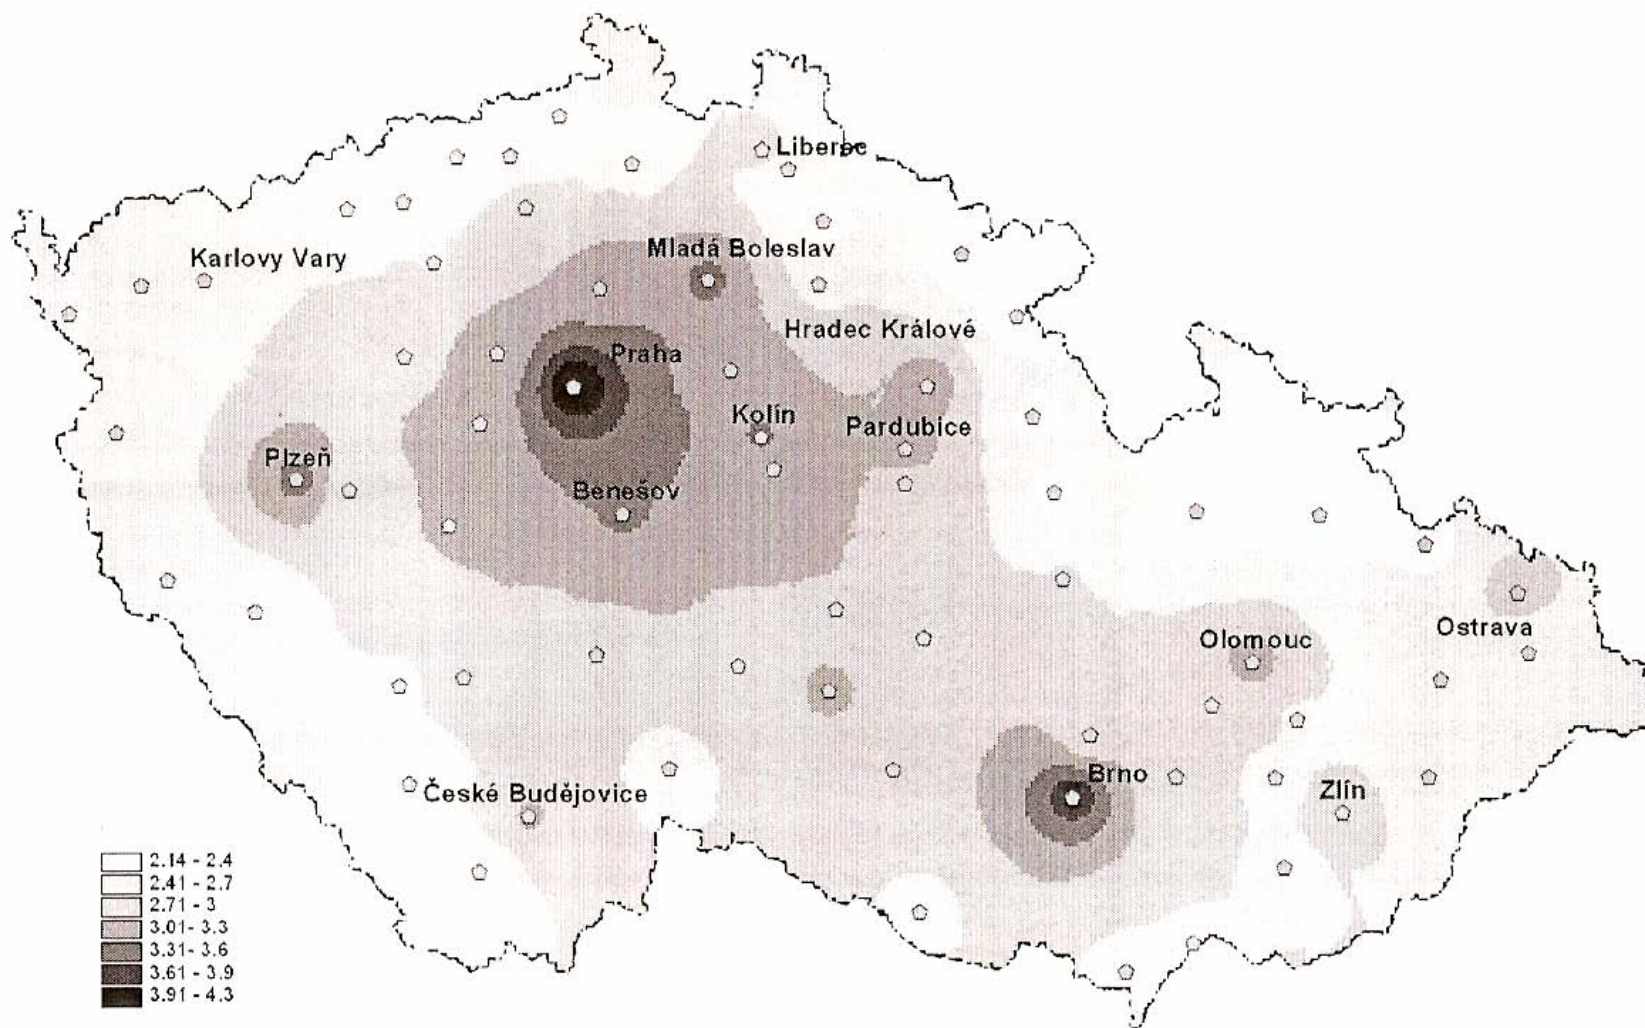 Liberec
Mladá Boleslav
Karlovy Vary
Hradec Králové
Praha
Kolín
Pardubice
Plzeň
Benešov
Olomouc
Ostrava
Brno
České Budějovice
Zlín
2.14 - 2.4
2.41 - 2.7
2.71 - 3
3.01 - 3.3
3.31 - 3.6
3.61 - 3.9
3.91 - 4.3